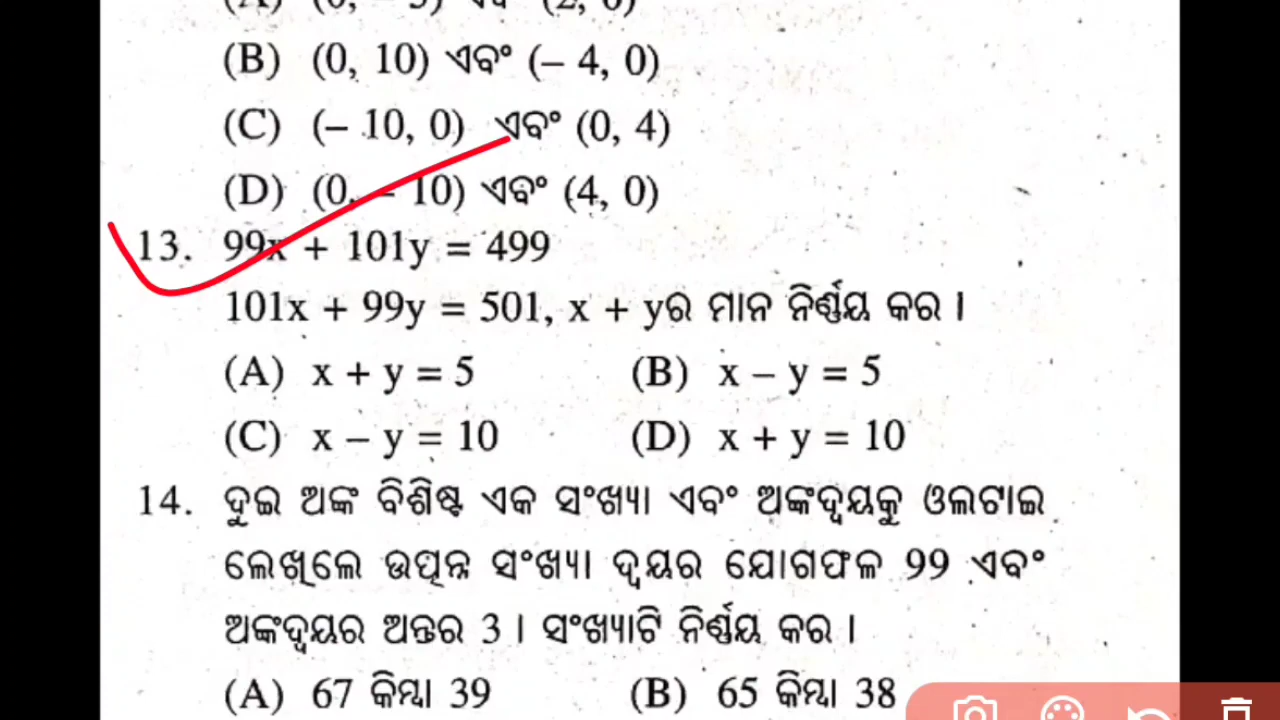 (B) (0, 10) ଏବଂ (– 4, 0)
(C) (– 10, 0) ଏବଂ (0, 4)
(D) (0, – 10) ଏବଂ (4, 0)
13. 99x + 101y = 499
101x + 99y = 501, x + yର ମାନ ନିର୍ଣ୍ଣୟ କର ।
(A) x + y = 5 (B) x – y = 5
(C) x – y = 10 (D) x + y = 10
14. ଦୁଇ ଅଙ୍କ ବିଶିଷ୍ଟ ଏକ ସଂଖ୍ୟା ଏବଂ ଅଙ୍କଦ୍ୱୟକୁ ଓଲଟାଇ
ଲେଖିଲେ ଉତ୍ପନ୍ନ ସଂଖ୍ୟା ଦ୍ୱୟର ଯୋଗଫଳ 99 ଏବଂ
ଅଙ୍କଦ୍ୱୟର ଅନ୍ତର 3 । ସଂଖ୍ୟାଟି ନିର୍ଣ୍ଣୟ କର ।
(A) 67 କିମ୍ବା 39 (B) 65 କିମ୍ବା 38